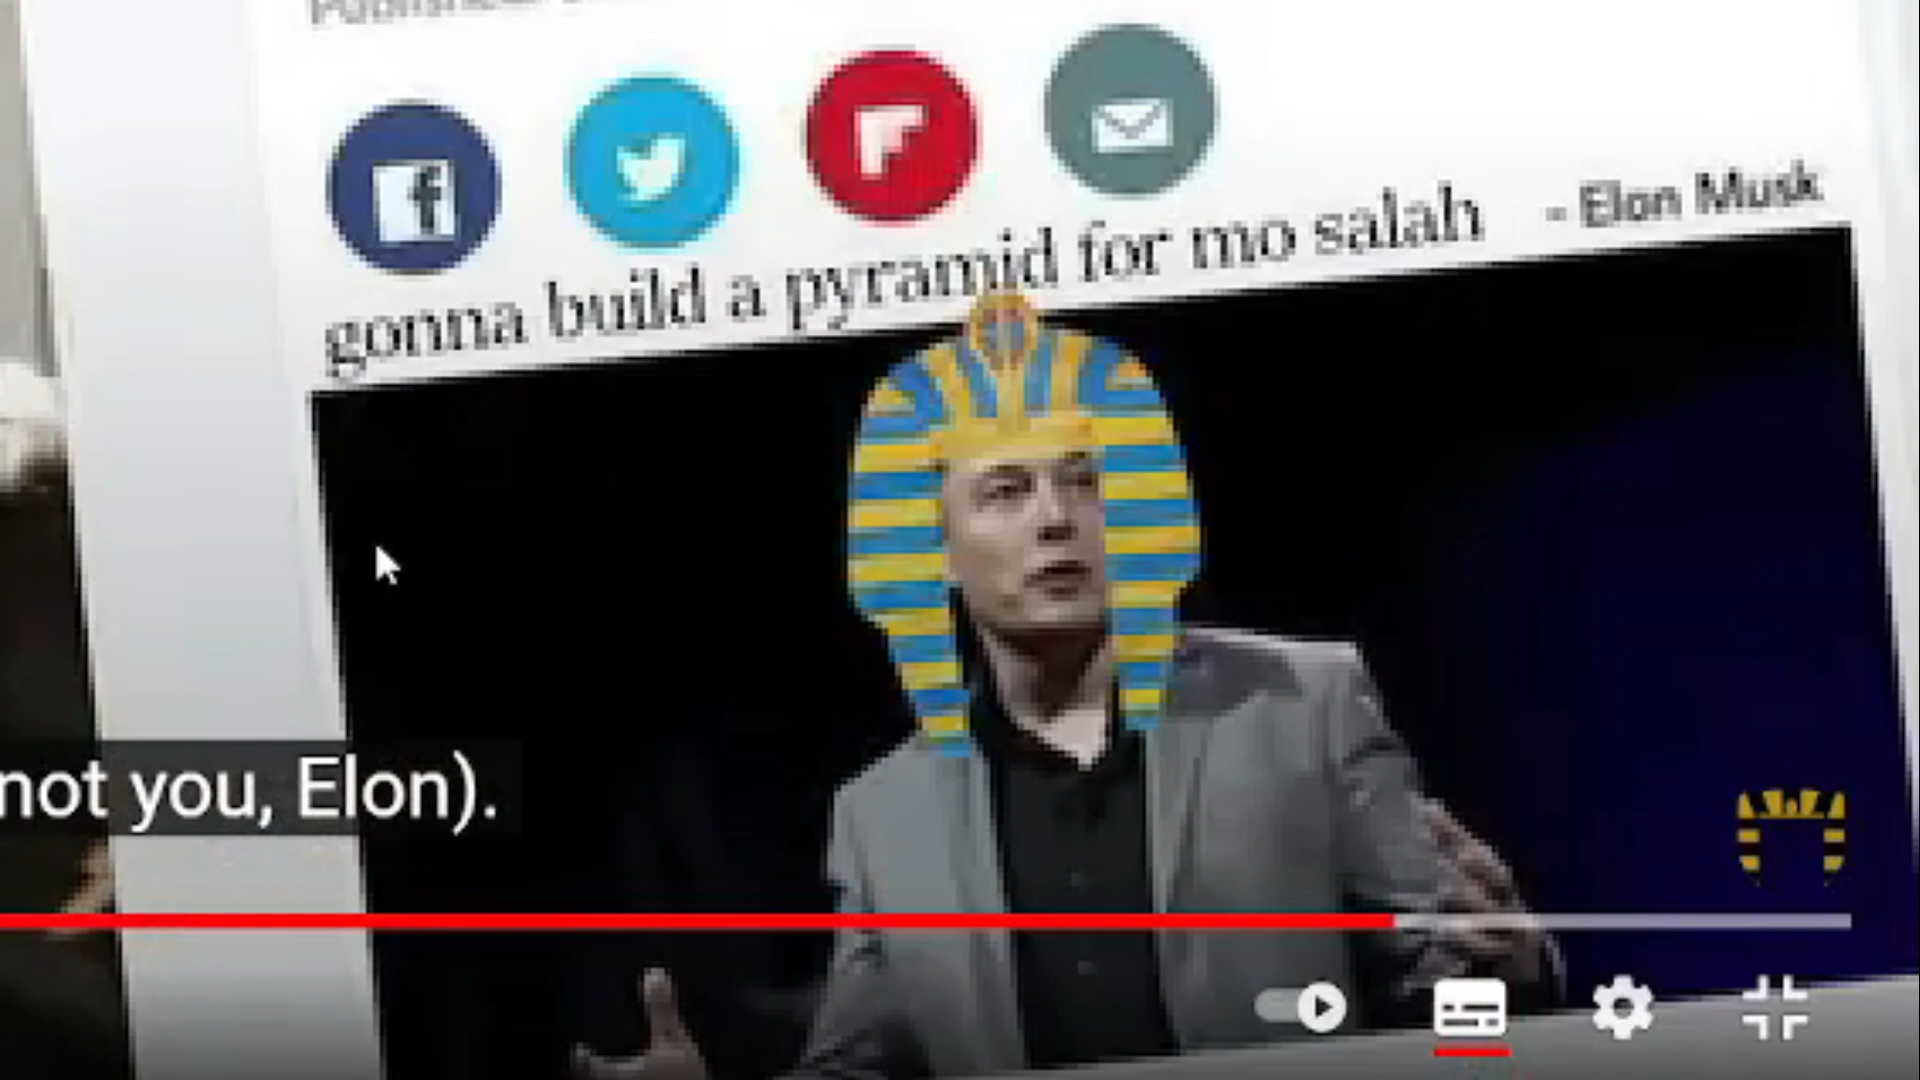 gonna build a pyramid for mo salah
- Elon Musk
not you, Elon).